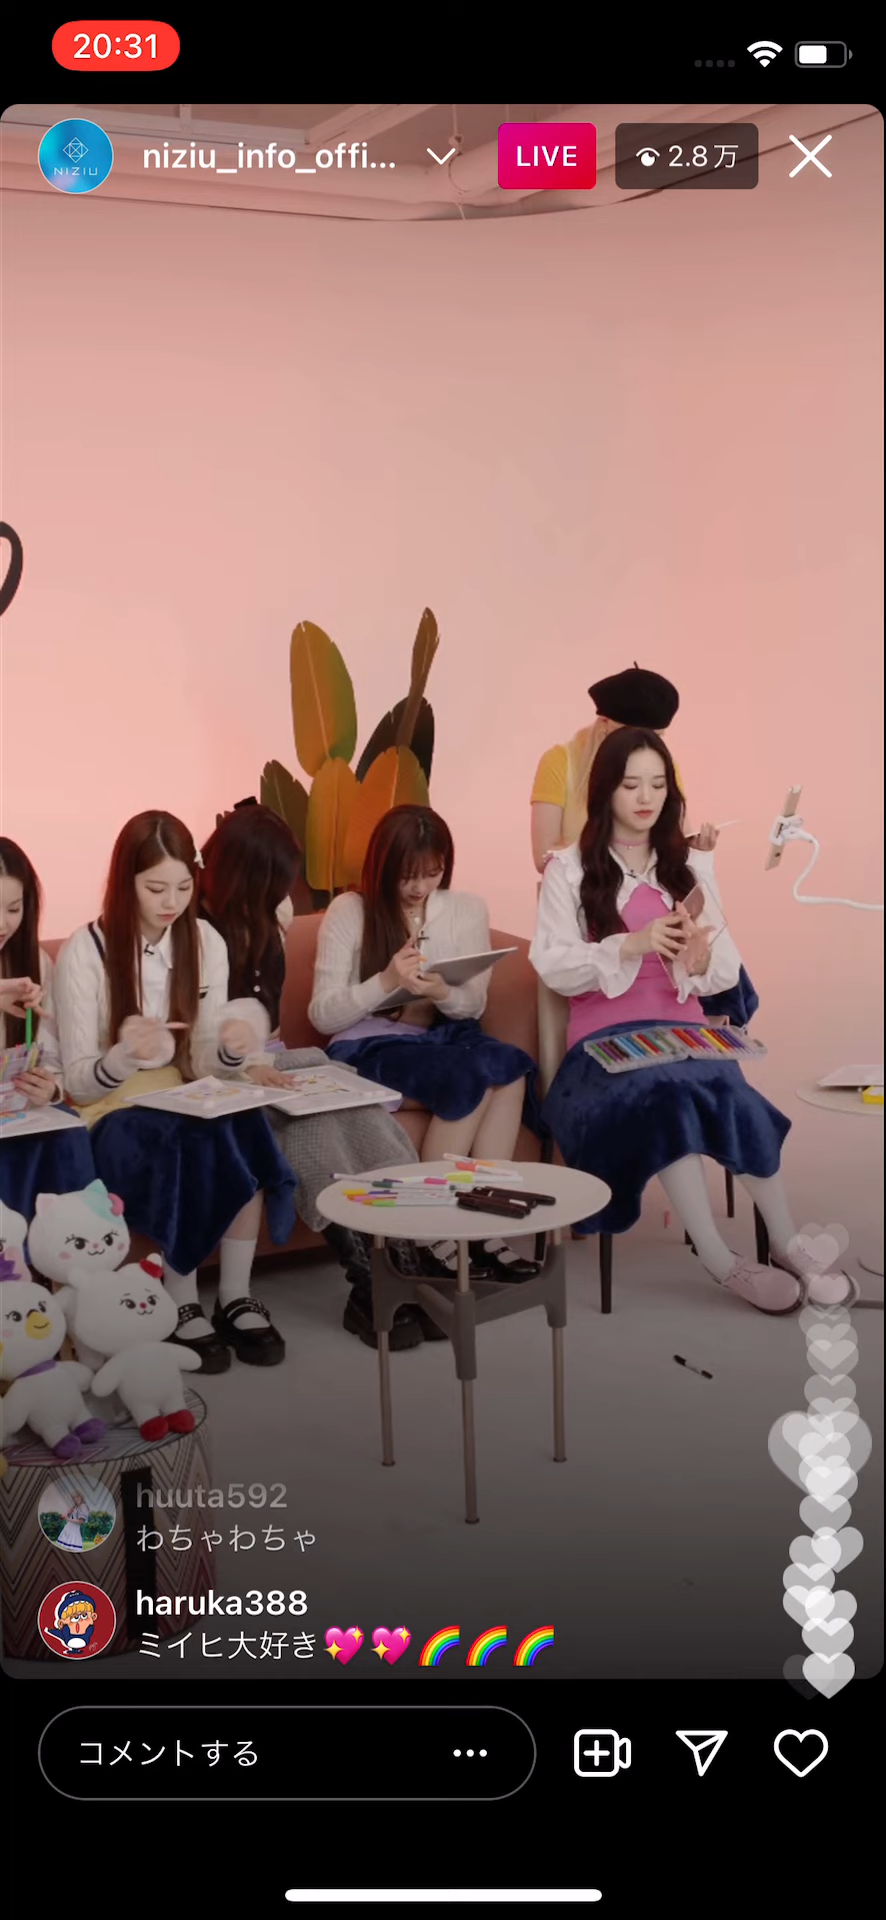 20:31
NIZIU
niziu_info_offi...
LIVE
2.8万
huuta592
わちゃわちゃ
haruka388
ミイヒ大好き💖💖🌈🌈🌈
コメントする